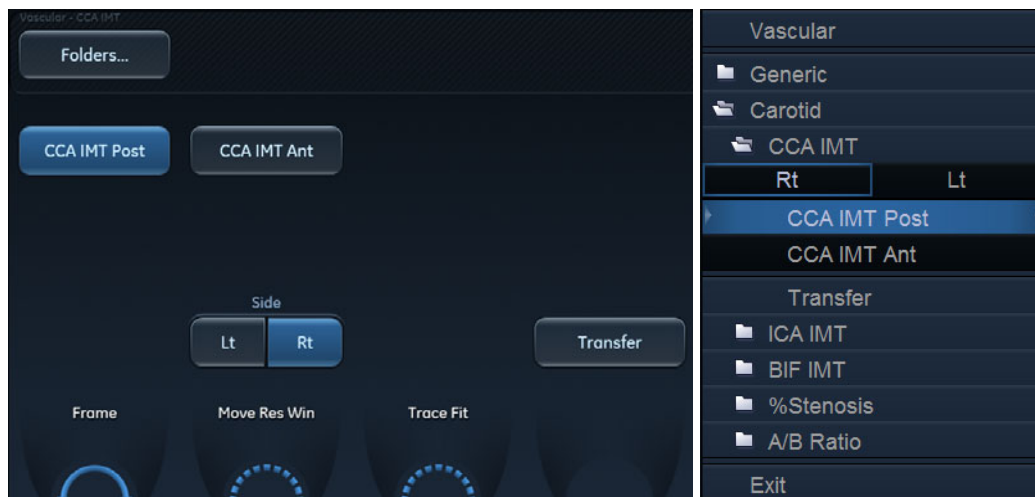 Vascular - CCA IMT
Folders...
CCA IMT Post
CCA IMT Ant
Side
Lt
Rt
Transfer
Frame
Move Res Win
Trace Fit
Vascular
Generic
Carotid
CCA IMT
Rt
Lt
CCA IMT Post
CCA IMT Ant
Transfer
ICA IMT
BIF IMT
%Stenosis
A/B Ratio
Exit